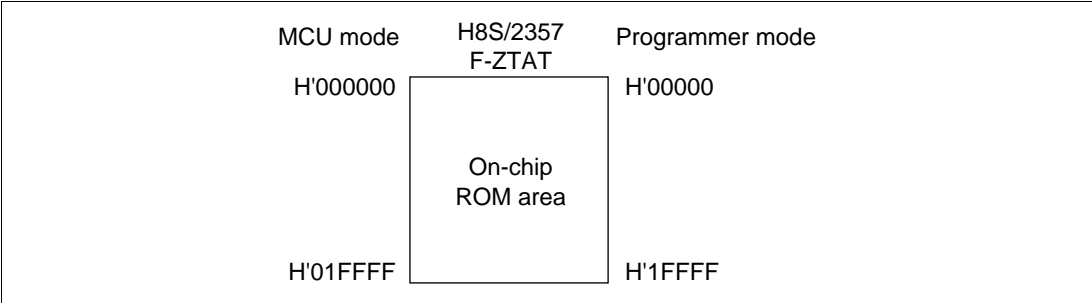 MCU mode
H8S/2357
F-ZTAT
Programmer mode
H'000000
H'00000
On-chip
ROM area
H'01FFFF
H'1FFFF